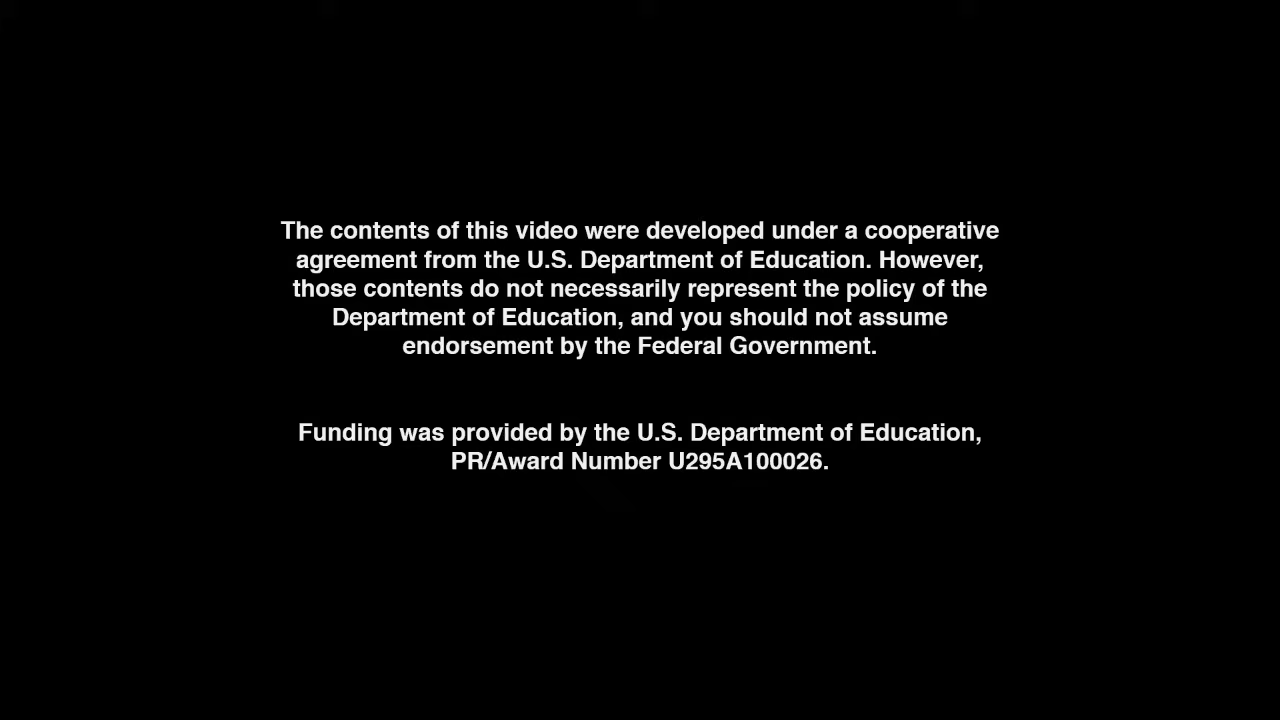 The contents of this video were developed under a cooperative
agreement from the U.S. Department of Education. However,
those contents do not necessarily represent the policy of the
Department of Education, and you should not assume
endorsement by the Federal Government.
Funding was provided by the U.S. Department of Education,
PR/Award Number U295A100026.